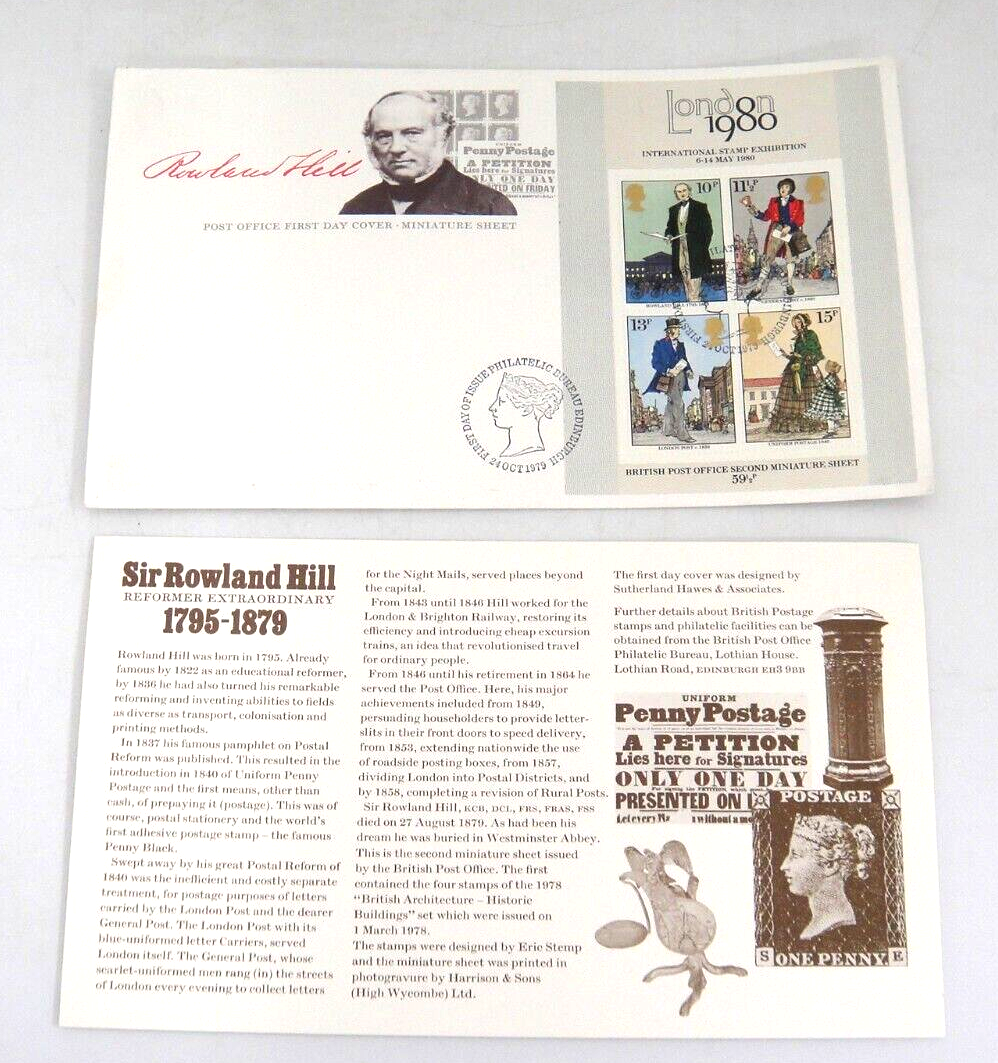 Rowland Hill
UNIFORM
Penny Postage
A PETITION
Lies here for Signatures
ONLY ONE DAY
ON FRIDAY
POST OFFICE FIRST DAY COVER · MINIATURE SHEET
London
1980
INTERNATIONAL STAMP EXHIBITION
6-14 MAY 1980
10P
11½P
ROWLAND HILL 1795-1879
13P
15P
LONDON POST c 1839
UNIFORM POSTAGE 1840
BRITISH POST OFFICE SECOND MINIATURE SHEET
59½P
FIRST DAY OF ISSUE PHILATELIC BUREAU EDINBURGH
24 OCT 1979
Sir Rowland Hill
REFORMER EXTRAORDINARY
1795-1879
Rowland Hill was born in 1795. Already
famous by 1822 as an educational reformer,
by 1836 he had also turned his remarkable
reforming and inventing abilities to fields
as diverse as transport, colonisation and
printing methods.
In 1837 his famous pamphlet on Postal
Reform was published. This resulted in the
introduction in 1840 of Uniform Penny
Postage and the first means, other than
cash, of prepaying it (postage). This was of
course, postal stationery and the world's
first adhesive postage stamp – the famous
Penny Black.
Swept away by his great Postal Reform of
1840 was the inefficient and costly separate
treatment, for postage purposes of letters
carried by the London Post and the dearer
General Post. The London Post with its
blue-uniformed letter Carriers, served
London itself. The General Post, whose
scarlet-uniformed men rang (in) the streets
of London every evening to collect letters
for the Night Mails, served places beyond
the capital.
From 1843 until 1846 Hill worked for the
London & Brighton Railway, restoring its
efficiency and introducing cheap excursion
trains, an idea that revolutionised travel
for ordinary people.
From 1846 until his retirement in 1864 he
served the Post Office. Here, his major
achievements included from 1849,
persuading householders to provide letter-
slits in their front doors to speed delivery,
from 1853, extending nationwide the use
of roadside posting boxes, from 1857,
dividing London into Postal Districts, and
by 1858, completing a revision of Rural Posts.
Sir Rowland Hill, KCB, DCL, FRS, FRAS, FSS
died on 27 August 1879. As had been his
dream he was buried in Westminster Abbey.
This is the second miniature sheet issued
by the British Post Office. The first
contained the four stamps of the 1978
"British Architecture – Historic
Buildings" set which were issued on
1 March 1978.
The stamps were designed by Eric Stemp
and the miniature sheet was printed in
photogravure by Harrison & Sons
(High Wycombe) Ltd.
The first day cover was designed by
Sutherland Hawes & Associates.
Further details about British Postage
stamps and philatelic facilities can be
obtained from the British Post Office
Philatelic Bureau, Lothian House.
Lothian Road, EDINBURGH EH3 9BB
UNIFORM
Penny Postage
A PETITION
Lies here for Signatures
ONLY ONE DAY
PRESENTED ON
Let every
without a
POSTAGE
S ONE PENNY. E